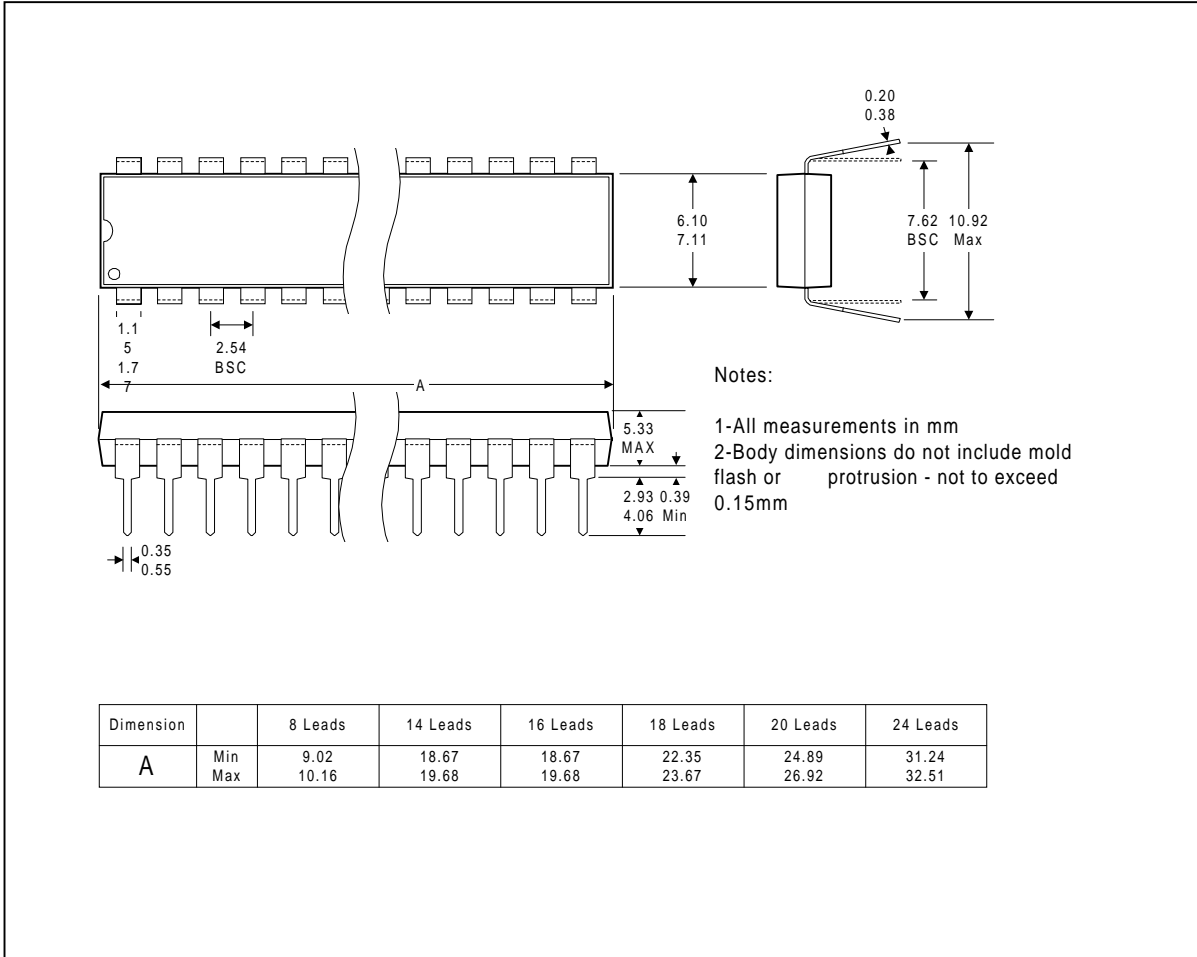 0.20
0.38
6.10
7.11
7.62 10.92
BSC Max
1.1
5
1.7
7
2.54
BSC
A
Notes:
1-All measurements in mm
2-Body dimensions do not include mold
flash or protrusion - not to exceed
0.15mm
5.33
MAX
2.93 0.39
4.06 Min
0.35
0.55
Dimension 8 Leads 14 Leads 16 Leads 18 Leads 20 Leads 24 Leads
A
Min 9.02 18.67 18.67 22.35 24.89 31.24
Max 10.16 19.68 19.68 23.67 26.92 32.51